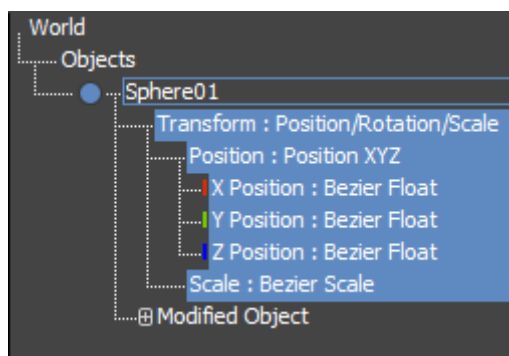 World
Objects
Sphere01
Transform : Position/Rotation/Scale
Position : Position XYZ
X Position : Bezier Float
Y Position : Bezier Float
Z Position : Bezier Float
Scale : Bezier Scale
Modified Object